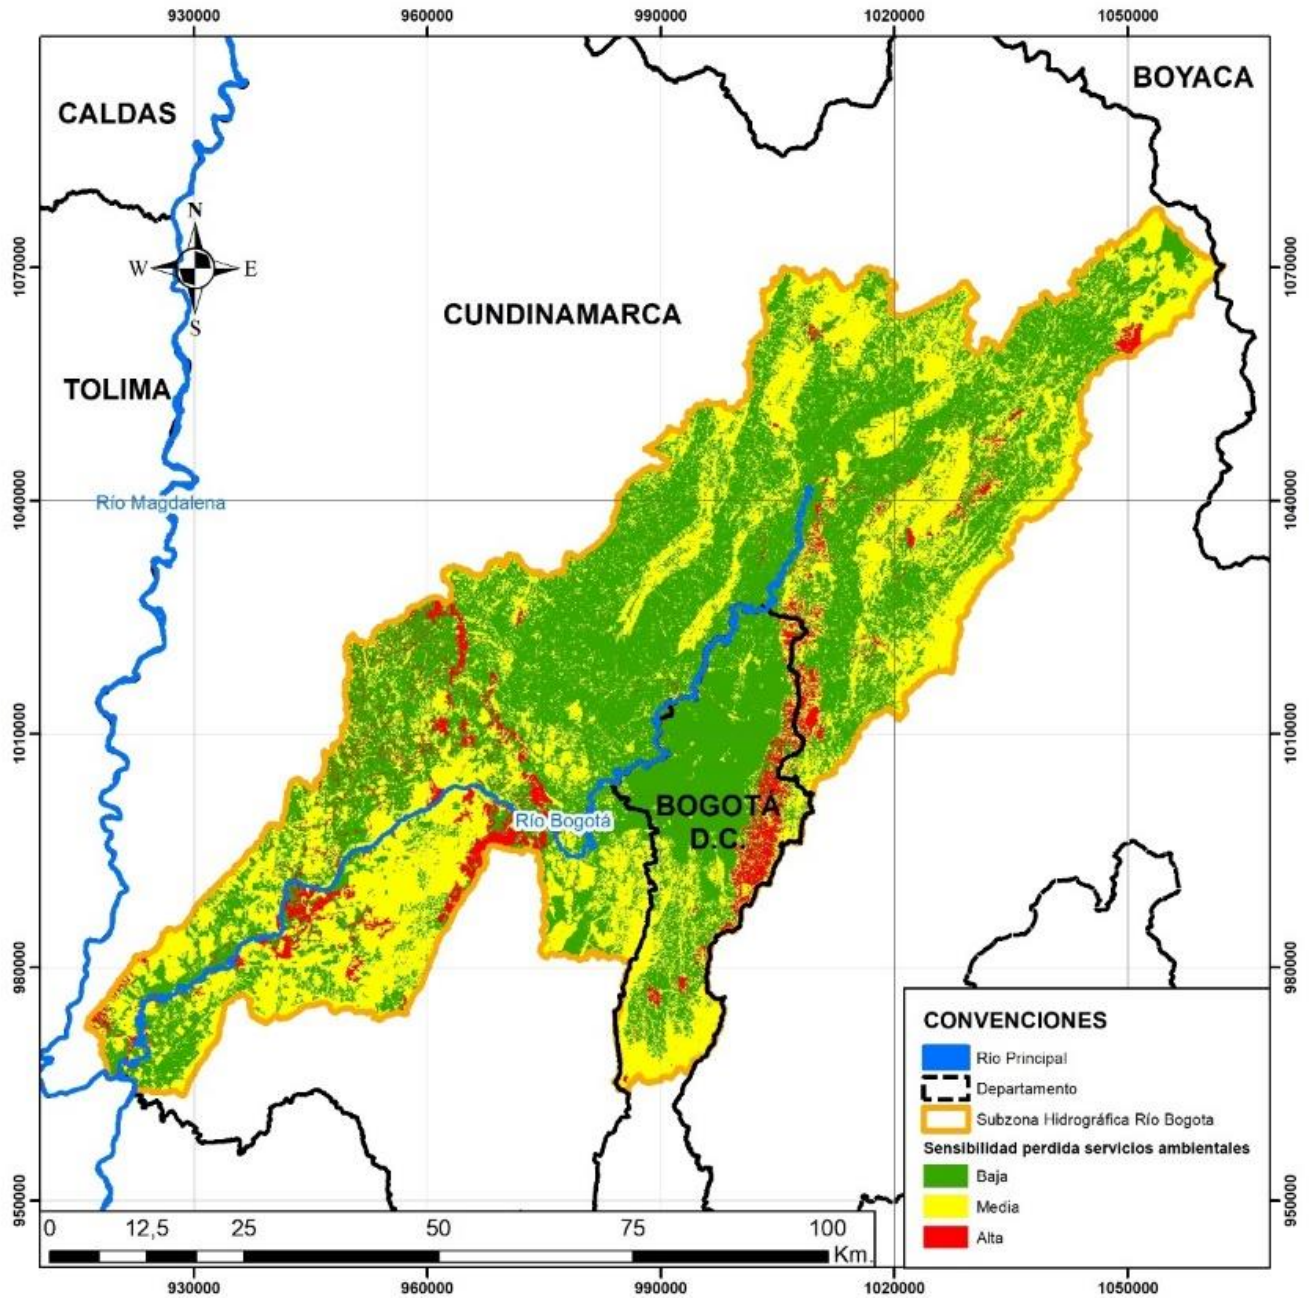 930000 960000 990000 1020000 1050000
BOYACA
CALDAS
N
W E
S
1070000 1070000
CUNDINAMARCA
TOLIMA
Río Magdalena
1040000 1040000
1010000 1010000
BOGOTÁ
D.C.
Río Bogotá
980000 980000
CONVENCIONES
Rio Principal
Departamento
Subzona Hidrográfica Río Bogota
Sensibilidad perdida servicios ambientales
Baja
Media
Alta
950000 950000
0 12,5 25 50 75 100
Km.
930000 960000 990000 1020000 1050000